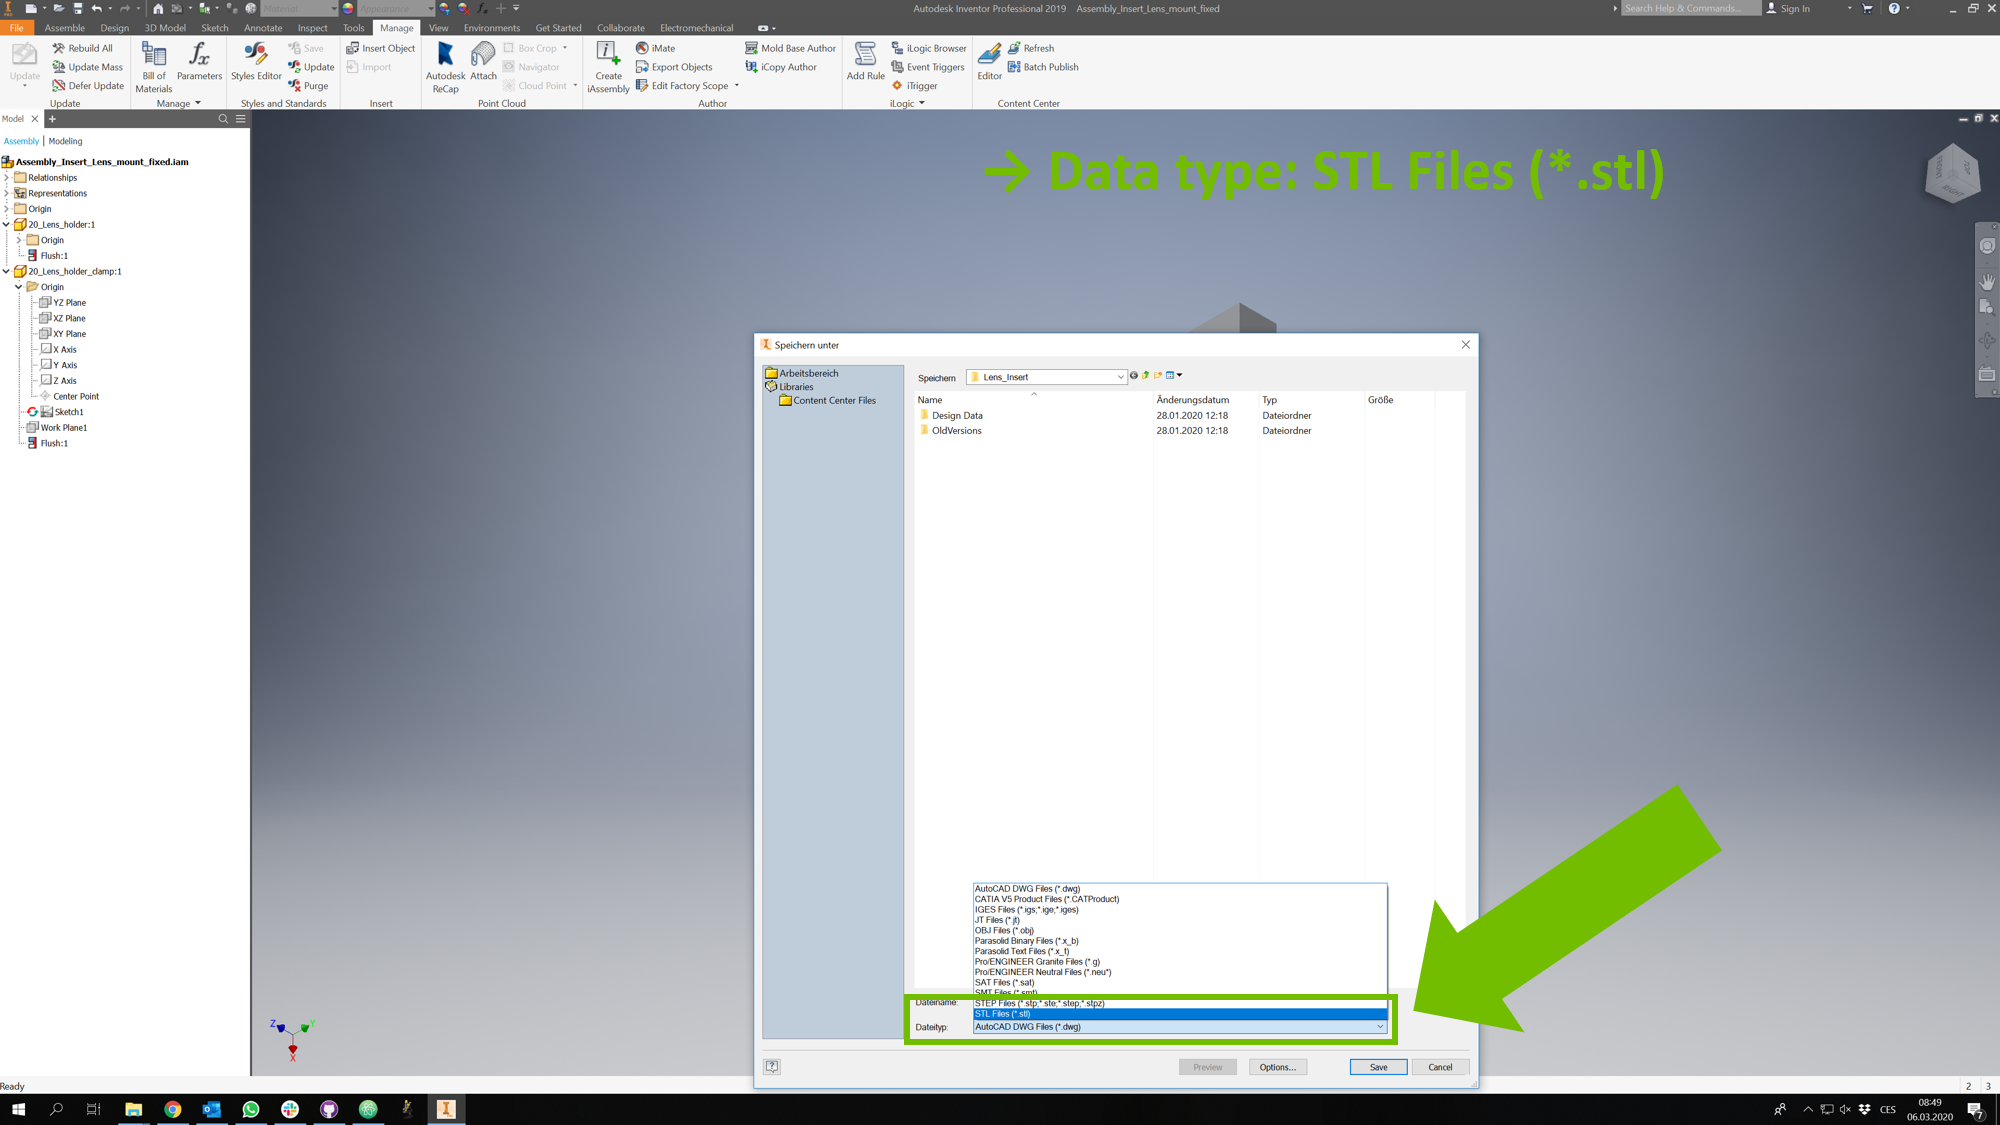 Material
Appearance
Autodesk Inventor Professional 2019 Assembly_Insert_Lens_mount_fixed
Search Help & Commands...
Sign In
File Assemble Design 3D Model Sketch Annotate Inspect Tools Manage View Environments Get Started Collaborate Electromechanical
Update
Rebuild All
Update Mass
Defer Update
Update
Bill of Materials
Parameters
Manage
Styles Editor
Save
Update
Purge
Styles and Standards
Insert Object
Import
Insert
Autodesk ReCap
Attach
Box Crop
Navigator
Cloud Point
Point Cloud
Create iAssembly
iMate
Export Objects
Edit Factory Scope
Mold Base Author
iCopy Author
Author
Add Rule
iLogic Browser
Event Triggers
iTrigger
iLogic
Editor
Refresh
Batch Publish
Content Center
Model
Assembly | Modeling
Assembly_Insert_Lens_mount_fixed.iam
Relationships
Representations
Origin
20_Lens_holder:1
Origin
Flush:1
20_Lens_holder_clamp:1
Origin
YZ Plane
XZ Plane
XY Plane
X Axis
Y Axis
Z Axis
Center Point
Sketch1
Work Plane1
Flush:1
→ Data type: STL Files (*.stl)
RIGHT
Speichern unter
Arbeitsbereich
Libraries
Content Center Files
Speichern Lens_Insert
Name Änderungsdatum Typ Größe
Design Data 28.01.2020 12:18 Dateiordner
OldVersions 28.01.2020 12:18 Dateiordner
AutoCAD DWG Files (*.dwg)
CATIA V5 Product Files (*.CATProduct)
IGES Files (*.igs;*.ige;*.iges)
JT Files (*.jt)
OBJ Files (*.obj)
Parasolid Binary Files (*.x_b)
Parasolid Text Files (*.x_t)
Pro/ENGINEER Granite Files (*.g)
Pro/ENGINEER Neutral Files (*.neu*)
SAT Files (*.sat)
SMT Files (*.smt)
Dateiname: STEP Files (*.stp;*.ste;*.step;*.stpz)
STL Files (*.stl)
Dateityp: AutoCAD DWG Files (*.dwg)
Preview Options... Save Cancel
Z Y
X
Ready
2 3
CES
08:49
06.03.2020
7